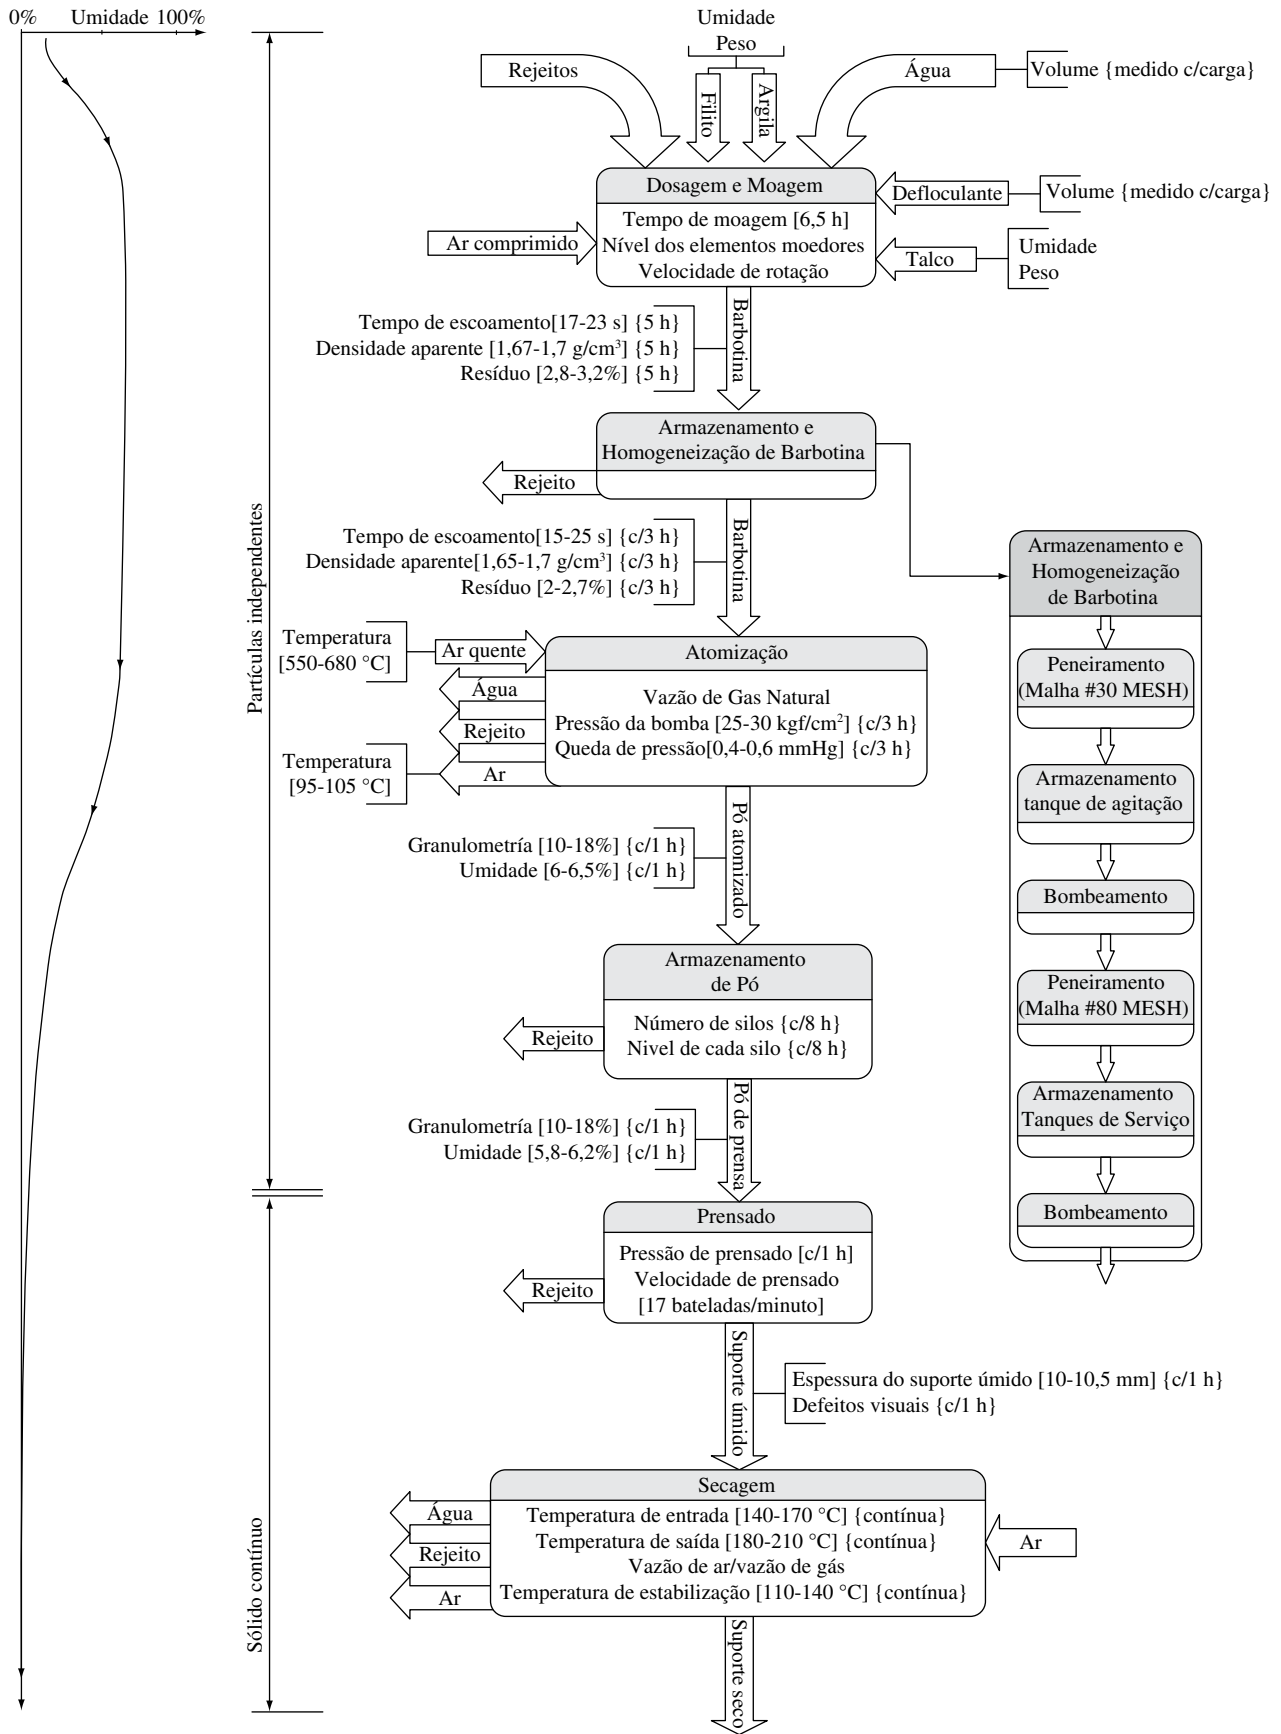 0%
Umidade 100%
Umidade
Peso
Rejeitos
Filito
Argila
Água
Volume {medido c/carga}
Dosagem e Moagem
Tempo de moagem [6,5 h]
Nível dos elementos moedores
Velocidade de rotação
Defloculante
Volume {medido c/carga}
Ar comprimido
Talco
Umidade
Peso
Tempo de escoamento[17-23 s] {5 h}
Densidade aparente [1,67-1,7 g/cm³] {5 h}
Resíduo [2,8-3,2%] {5 h}
Barbotina
Armazenamento e
Homogeneização de Barbotina
Rejeito
Partículas independentes
Tempo de escoamento[15-25 s] {c/3 h}
Densidade aparente[1,65-1,7 g/cm³] {c/3 h}
Resíduo [2-2,7%] {c/3 h}
Barbotina
Temperatura
[550-680 °C]
Ar quente
Água
Rejeito
Ar
Temperatura
[95-105 °C]
Atomização
Vazão de Gas Natural
Pressão da bomba [25-30 kgf/cm²] {c/3 h}
Queda de pressão[0,4-0,6 mmHg] {c/3 h}
Granulometría [10-18%] {c/1 h}
Umidade [6-6,5%] {c/1 h}
Pó atomizado
Armazenamento
de Pó
Número de silos {c/8 h}
Nivel de cada silo {c/8 h}
Rejeito
Granulometría [10-18%] {c/1 h}
Umidade [5,8-6,2%] {c/1 h}
Pó de prensa
Prensado
Pressão de prensado [c/1 h]
Velocidade de prensado
[17 bateladas/minuto]
Rejeito
Suporte úmido
Espessura do suporte úmido [10-10,5 mm] {c/1 h}
Defeitos visuais {c/1 h}
Sólido contínuo
Secagem
Temperatura de entrada [140-170 °C] {contínua}
Temperatura de saída [180-210 °C] {contínua}
Vazão de ar/vazão de gás
Temperatura de estabilização [110-140 °C] {contínua}
Água
Rejeito
Ar
Ar
Suporte seco
Armazenamento e
Homogeneização
de Barbotina
Peneiramento
(Malha #30 MESH)
Armazenamento
tanque de agitação
Bombeamento
Peneiramento
(Malha #80 MESH)
Armazenamento
Tanques de Serviço
Bombeamento